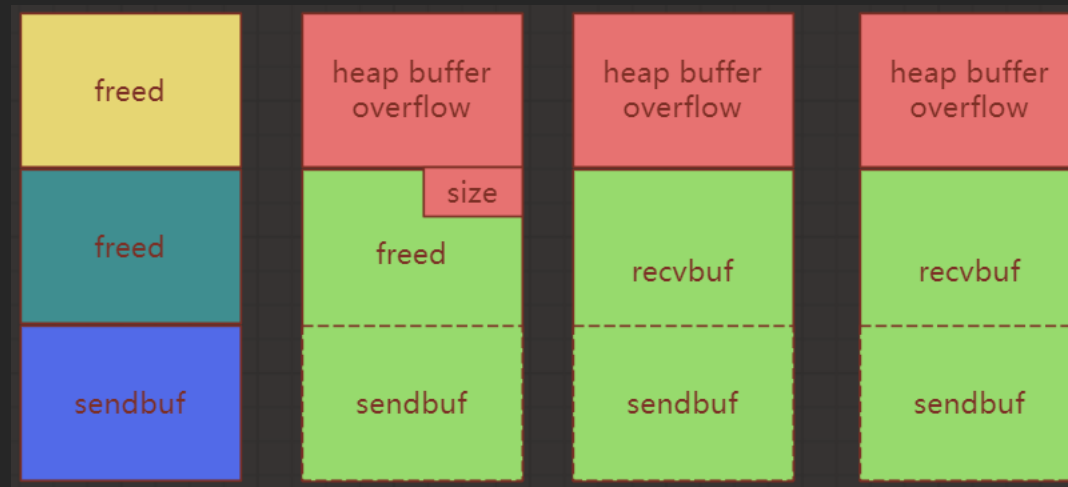 freed
freed
sendbuf
heap buffer
overflow
size
freed
sendbuf
heap buffer
overflow
recvbuf
sendbuf
heap buffer
overflow
recvbuf
sendbuf